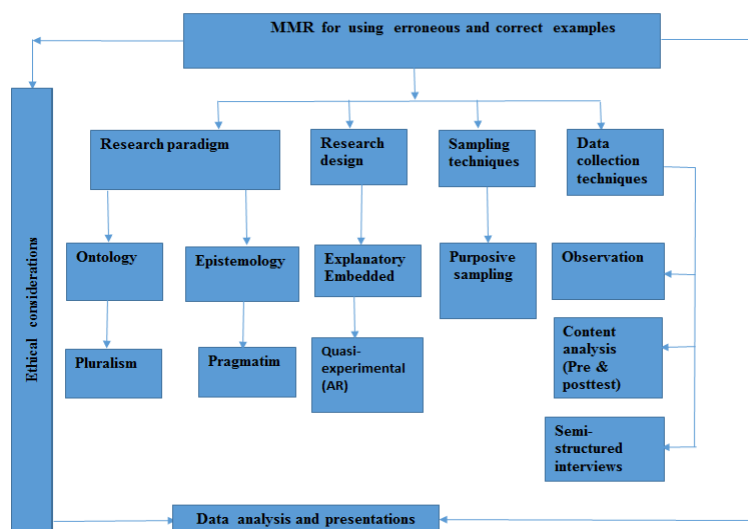 MMR for using erroneous and correct examples
Ethical considerations
Research paradigm
Research
design
Sampling
techniques
Data
collection
techniques
Ontology
Epistemology
Explanatory
Embedded
Purposive
sampling
Observation
Pluralism
Pragmatim
Quasi-
experimental
(AR)
Content
analysis
(Pre &
posttest)
Semi-
structured
interviews
Data analysis and presentations